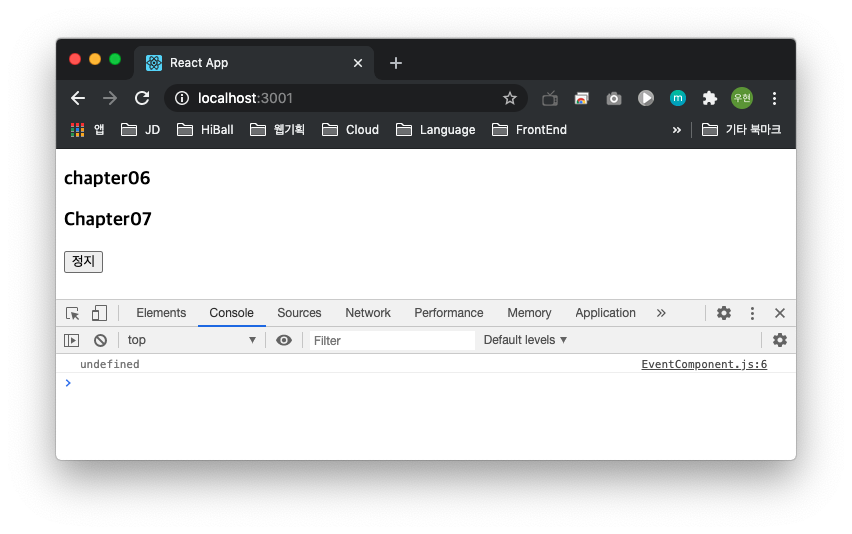 React App
localhost:3001
m
우현
앱 JD HiBall 웹기획 Cloud Language FrontEnd » 기타 북마크
chapter06
Chapter07
정지
Elements Console Sources Network Performance Memory Application »
top ▼ Filter Default levels ▼
undefined EventComponent.js:6
>